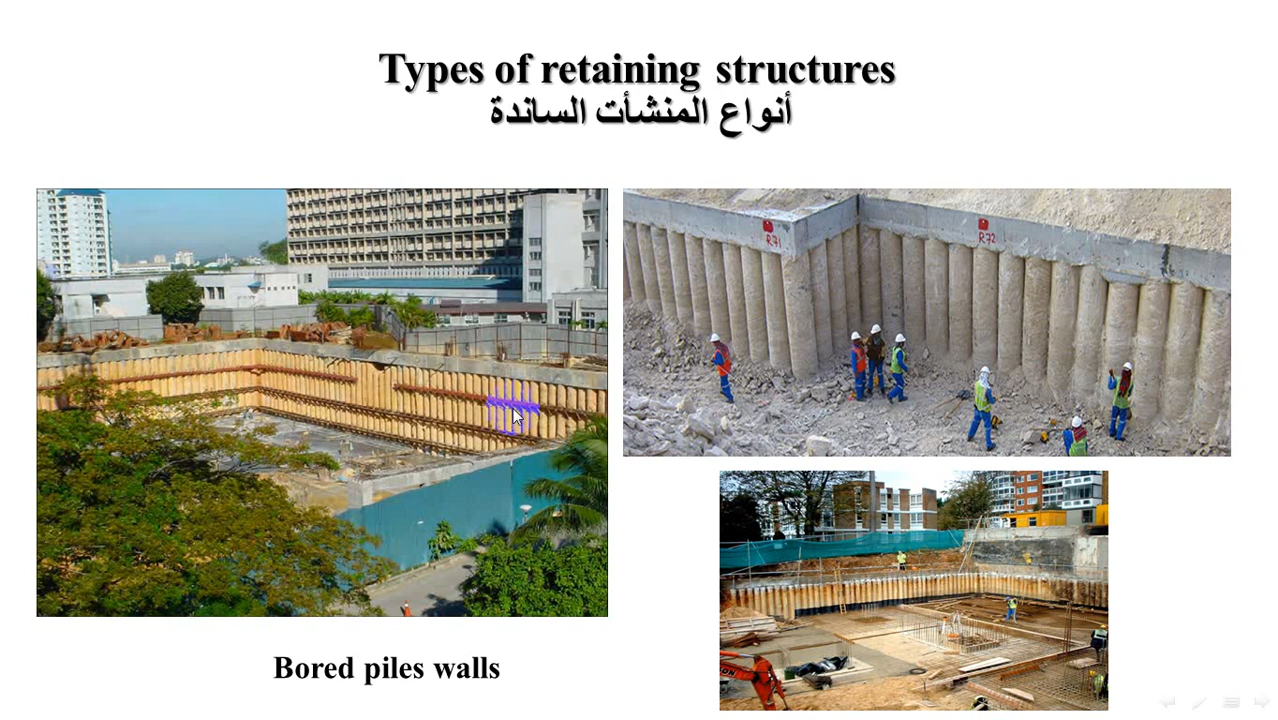 Types of retaining structures
أنواع المنشأت الساندة
R71
R72
Bored piles walls